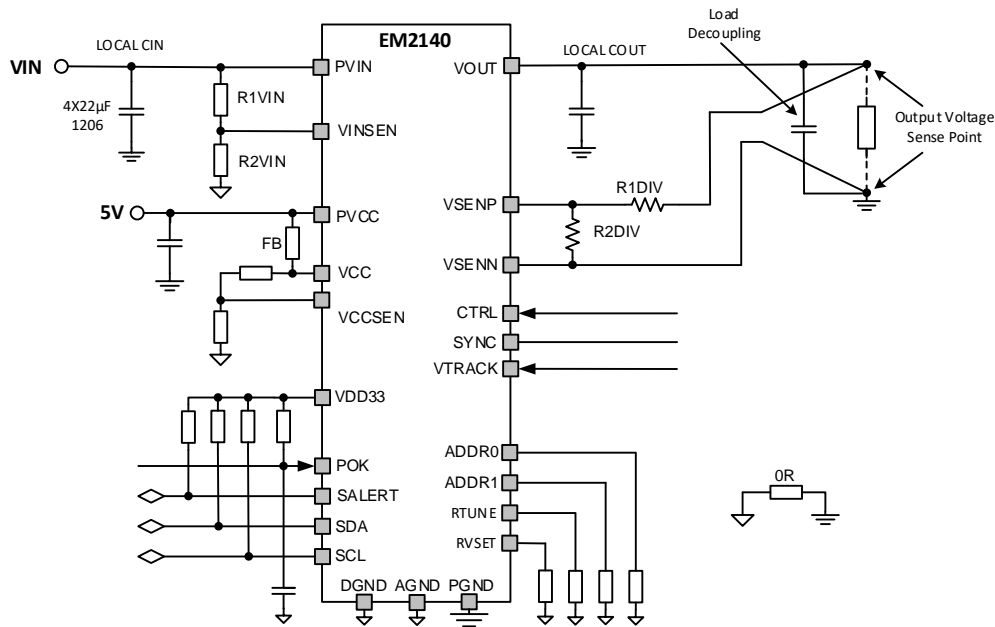 Load
Decoupling
EM2140
LOCAL CIN
LOCAL COUT
VIN
PVIN
VOUT
4X22µF
1206
R1VIN
Output Voltage
Sense Point
VINSEN
R2VIN
R1DIV
5V
PVCC
VSENP
R2DIV
FB
VCC
VSENN
VCCSEN
CTRL
SYNC
VTRACK
VDD33
POK
ADDR0
SALERT
ADDR1
0R
SDA
RTUNE
SCL
RVSET
DGND
AGND
PGND